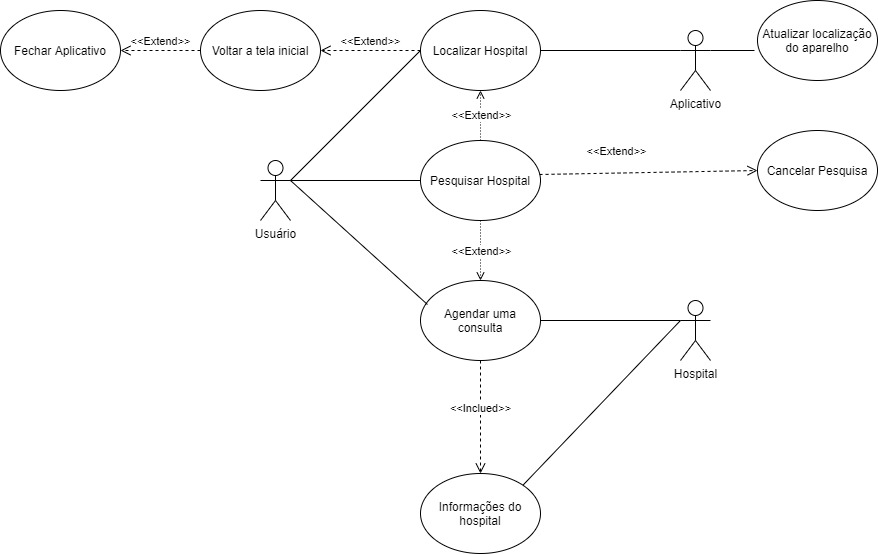 Fechar Aplicativo
<<Extend>>
Voltar a tela inicial
<<Extend>>
Localizar Hospital
Aplicativo
Atualizar localização
do aparelho
<<Extend>>
Usuário
Pesquisar Hospital
<<Extend>>
Cancelar Pesquisa
<<Extend>>
Agendar uma
consulta
Hospital
<<Inclued>>
Informações do
hospital